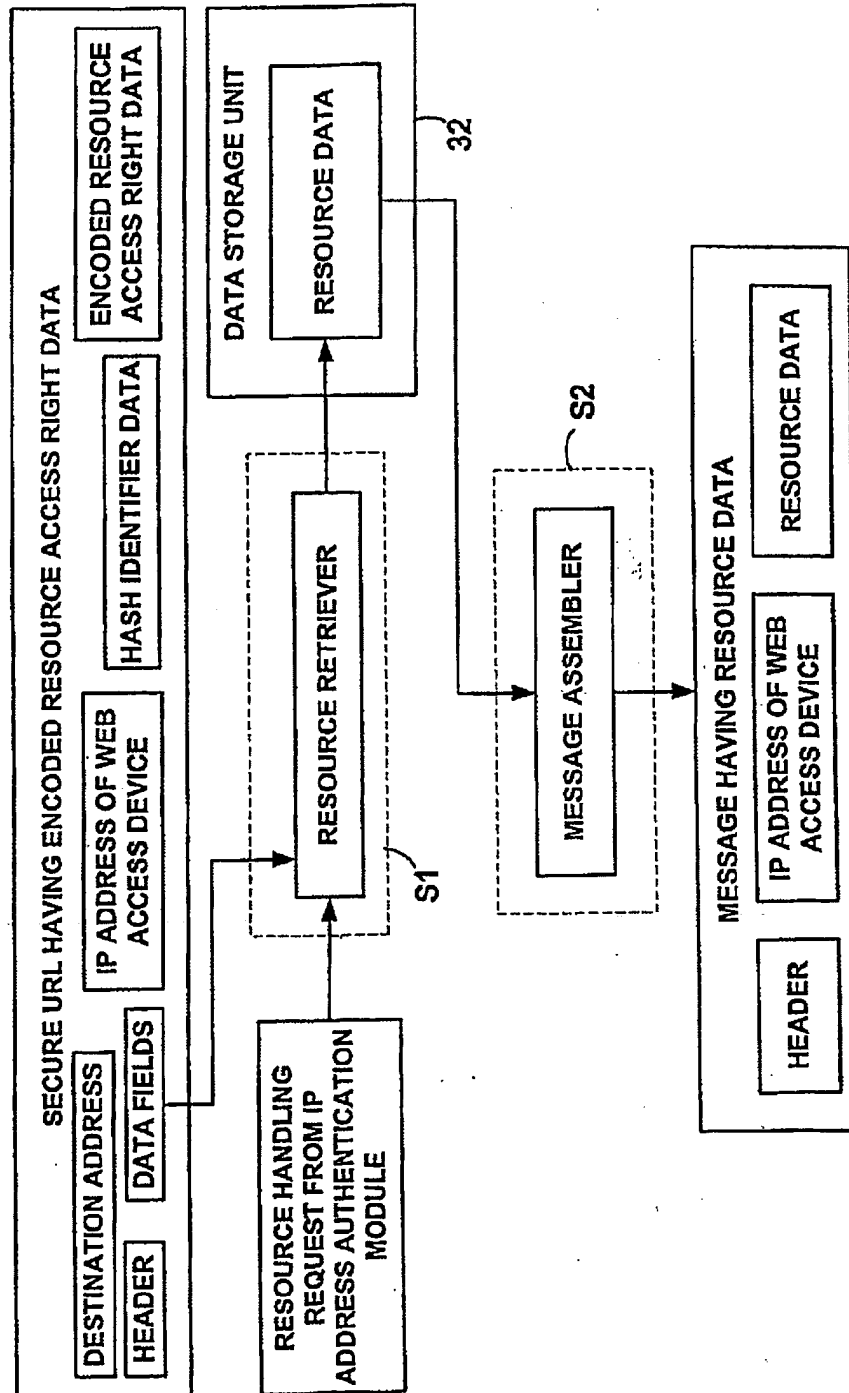 SECURE URL HAVING ENCODED RESOURCE ACCESS RIGHT DATA
DESTINATION ADDRESS
HEADER
DATA FIELDS
IP ADDRESS OF WEB
ACCESS DEVICE
HASH IDENTIFIER DATA
ENCODED RESOURCE
ACCESS RIGHT DATA
RESOURCE HANDLING
REQUEST FROM IP
ADDRESS AUTHENTICATION
MODULE
RESOURCE RETRIEVER
S1
DATA STORAGE UNIT
RESOURCE DATA
32
MESSAGE ASSEMBLER
S2
MESSAGE HAVING RESOURCE DATA
HEADER
IP ADDRESS OF WEB
ACCESS DEVICE
RESOURCE DATA